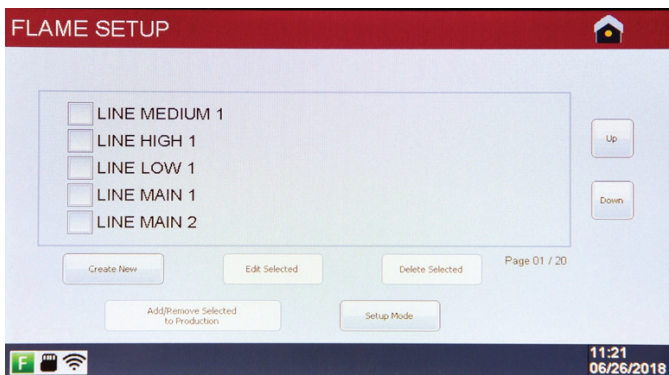 FLAME SETUP
LINE MEDIUM 1
LINE HIGH 1
LINE LOW 1
LINE MAIN 1
LINE MAIN 2
Up
Down
Page 01 / 20
Create New
Edit Selected
Delete Selected
Add/Remove Selected
to Production
Setup Mode
F
11:21
06/26/2018